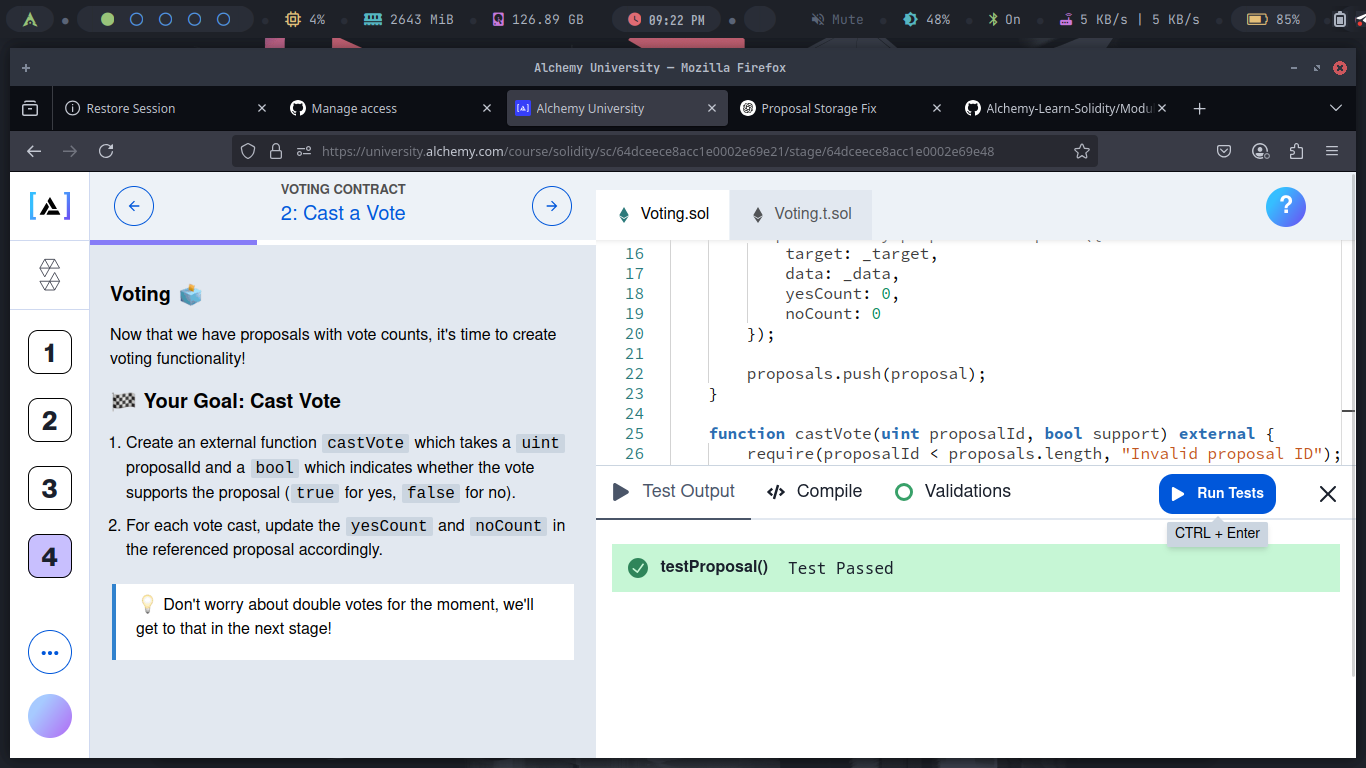 4%
2643 MiB
126.89 GB
09:22 PM
Mute
48%
On
5 KB/s | 5 KB/s
85%
Alchemy University — Mozilla Firefox
Restore Session
Manage access
Alchemy University
Proposal Storage Fix
Alchemy-Learn-Solidity/Modu
https://university.alchemy.com/course/solidity/sc/64dceece8acc1e0002e69e21/stage/64dceece8acc1e0002e69e48
VOTING CONTRACT
2: Cast a Vote
Voting.sol
Voting.t.sol
?
1
2
3
4
Voting
Now that we have proposals with vote counts, it's time to create
voting functionality!
Your Goal: Cast Vote
1. Create an external function castVote which takes a uint
proposalId and a bool which indicates whether the vote
supports the proposal ( true for yes, false for no).
2. For each vote cast, update the yesCount and noCount in
the referenced proposal accordingly.
Don't worry about double votes for the moment, we'll
get to that in the next stage!
16 target: _target,
17 data: _data,
18 yesCount: 0,
19 noCount: 0
20 });
21
22 proposals.push(proposal);
23 }
24
25 function castVote(uint proposalId, bool support) external {
26 require(proposalId < proposals.length, "Invalid proposal ID");
Test Output
Compile
Validations
Run Tests
CTRL + Enter
testProposal() Test Passed